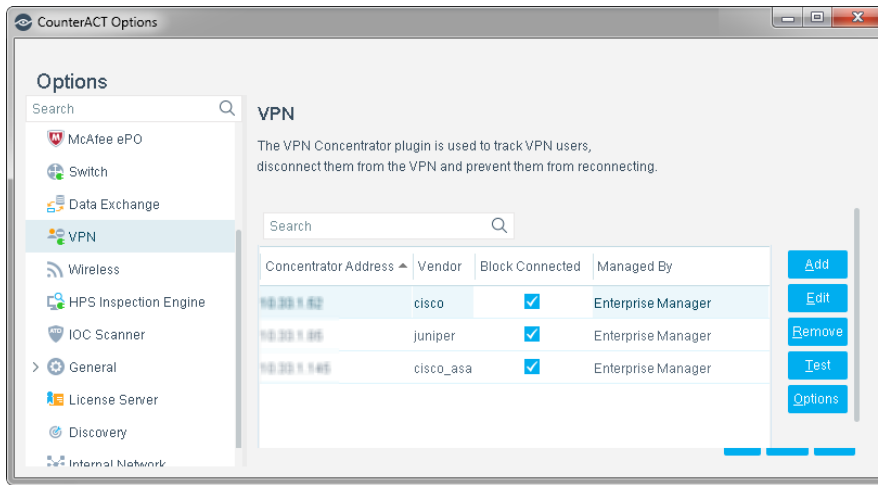 CounterACT Options
Options
Search
McAfee ePO
Switch
Data Exchange
VPN
Wireless
HPS Inspection Engine
IOC Scanner
General
License Server
Discovery
Internal Network
VPN
The VPN Concentrator plugin is used to track VPN users,
disconnect them from the VPN and prevent them from reconnecting.
Search
Concentrator Address Vendor Block Connected Managed By
cisco Enterprise Manager
juniper Enterprise Manager
cisco_asa Enterprise Manager
Add
Edit
Remove
Test
Options